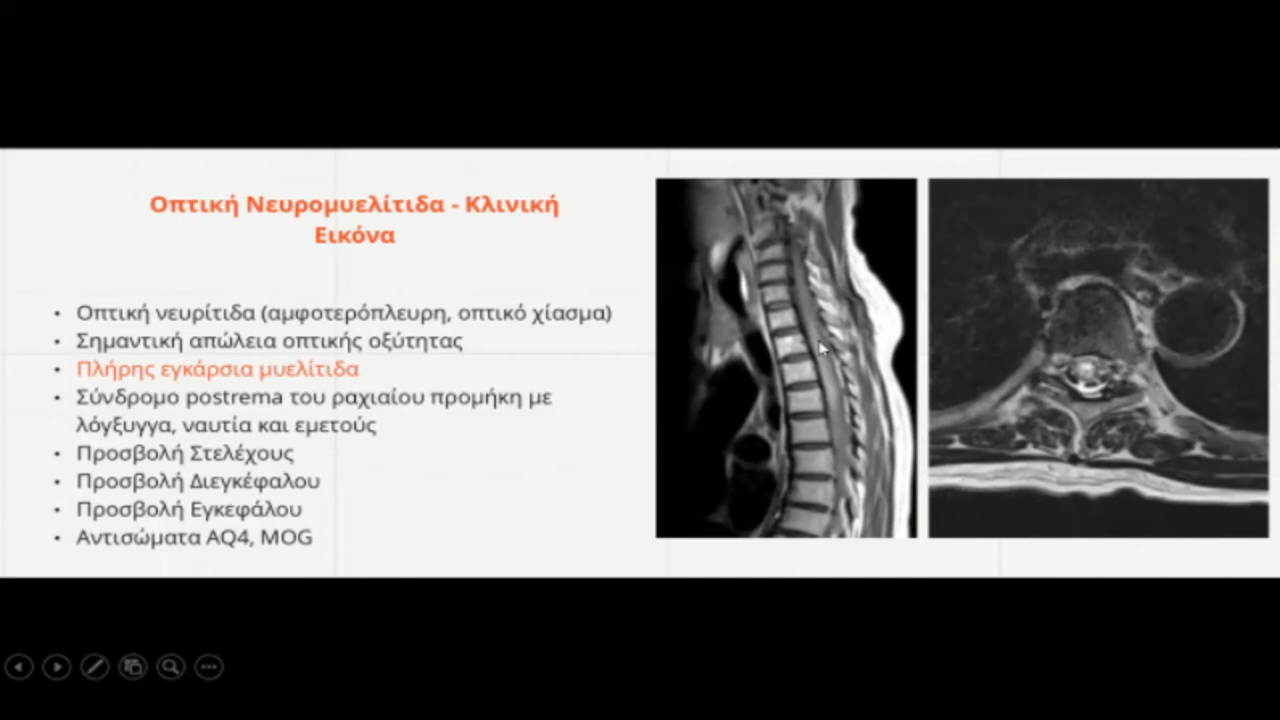 Οπτική Νευρομυελίτιδα - Κλινική
Εικόνα
• Οπτική νευρίτιδα (αμφοτερόπλευρη, οπτικό χίασμα)
• Σημαντική απώλεια οπτικής οξύτητας
• Πλήρης εγκάρσια μυελίτιδα
• Σύνδρομο postrema του ραχιαίου προμήκη με
λόγξυγγα, ναυτία και εμετούς
• Προσβολή Στελέχους
• Προσβολή Διεγκέφαλου
• Προσβολή Εγκεφάλου
• Αντισώματα AQ4, MOG